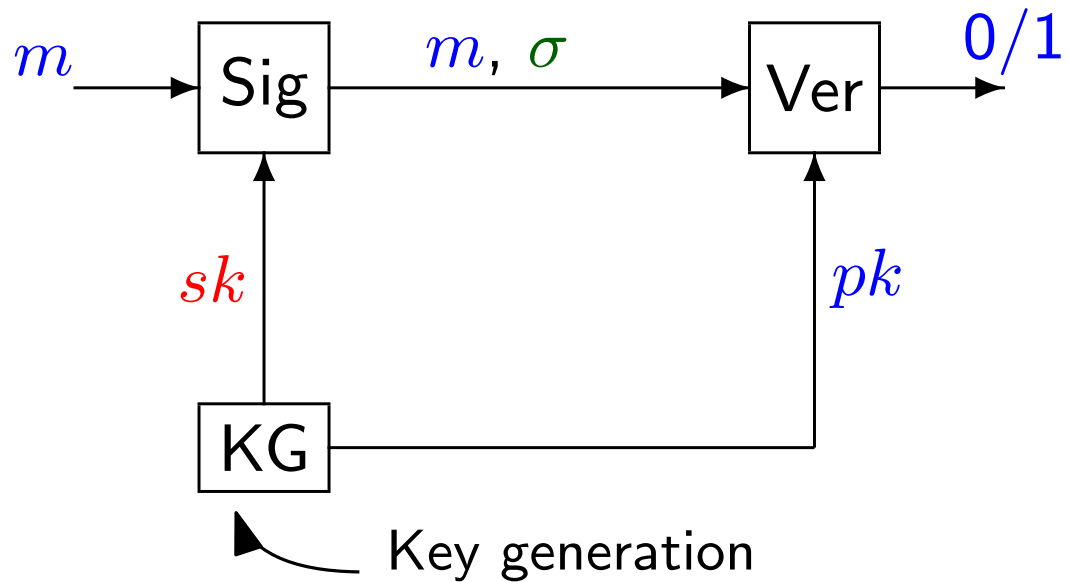 m
Sig
m, σ
Ver
0/1
sk
pk
KG
Key generation